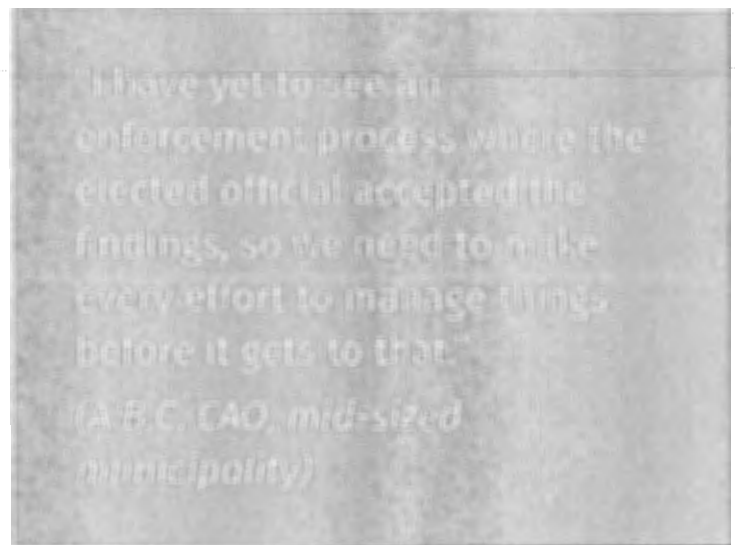 "I have yet to see an
enforcement process where the
elected official accepted the
findings, so we need to make
every effort to manage things
before it gets to that."
(A B.C. CAO, mid-sized
municipality)